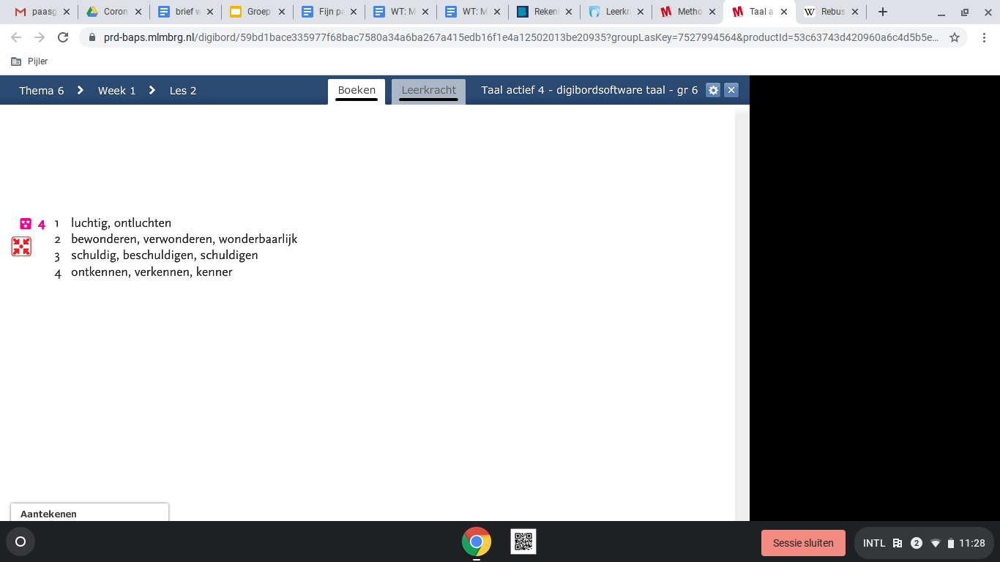 paasg
Coron
brief w
Groep
Fijn pa
WT: M
WT: M
Reken
Leerkr
Metho
Taal a
Rebus
prd-baps.mlmbrg.nl/digibord/59bd1bace335977f68bac7580a34a6ba267a415edb16f1e4a12502013be20935?groupLasKey=7527994564&productId=53c63743d420960a6c4d5b5e...
Pijler
Thema 6 Week 1 Les 2 Boeken Leerkracht Taal actief 4 - digibordsoftware taal - gr 6
4 1 luchtig, ontluchten
2 bewonderen, verwonderen, wonderbaarlijk
3 schuldig, beschuldigen, schuldigen
4 ontkennen, verkennen, kenner
Aantekenen
Sessie sluiten INTL 2 11:28